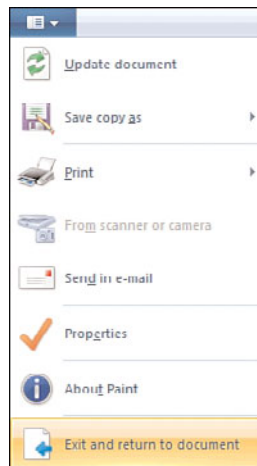 Update document
Save copy as
Print
From scanner or camera
Send in e-mail
Properties
About Paint
Exit and return to document